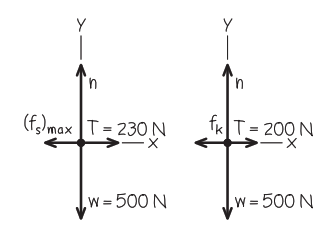 Y Y
n n
(fs)max T = 230 N fk T = 200 N
X X
w = 500 N w = 500 N